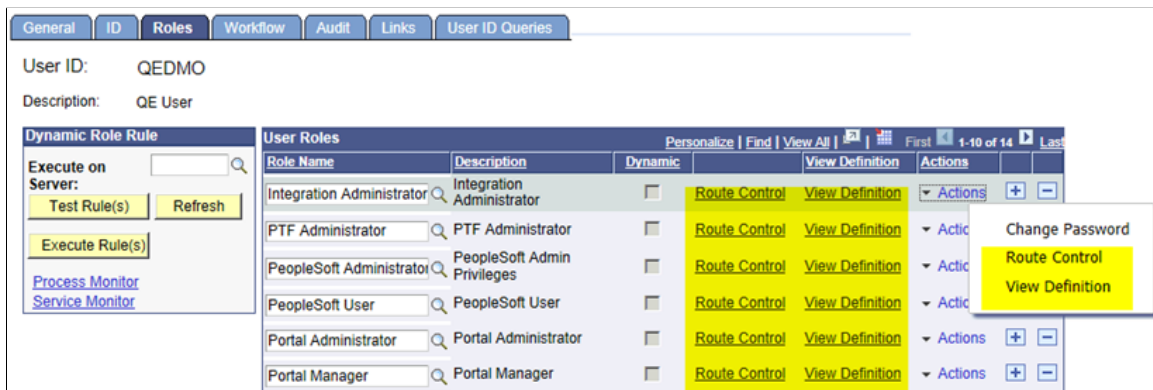 General ID Roles Workflow Audit Links User ID Queries
User ID: QEDMO
Description: QE User
Dynamic Role Rule
Execute on
Server:
Test Rule(s) Refresh
Execute Rule(s)
Process Monitor
Service Monitor
User Roles Personalize | Find | View All | | First 1-10 of 14 Last
Role Name Description Dynamic View Definition Actions
Integration Administrator Integration Administrator Route Control View Definition Actions
PTF Administrator PTF Administrator Route Control View Definition Actic
PeopleSoft Administrator PeopleSoft Admin Privileges Route Control View Definition Actic
PeopleSoft User PeopleSoft User Route Control View Definition Actic
Portal Administrator Portal Administrator Route Control View Definition Actions
Portal Manager Portal Manager Route Control View Definition Actions
Change Password
Route Control
View Definition